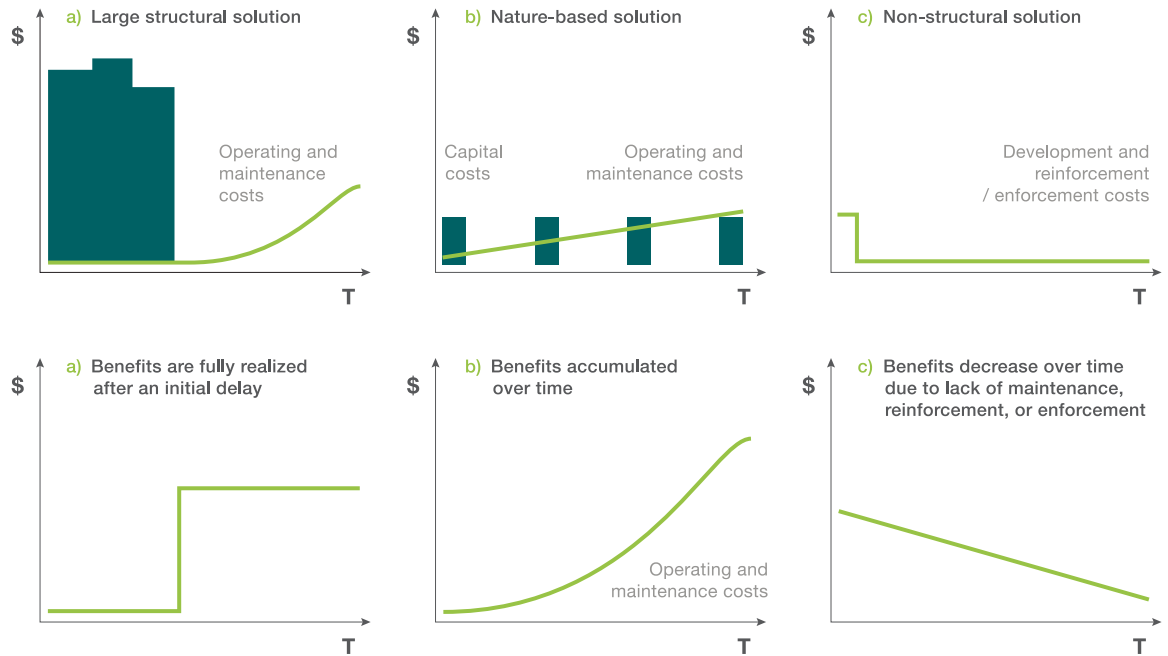 a) Large structural solution
$
Operating and
maintenance
costs
T
b) Nature-based solution
$
Capital
costs
Operating and
maintenance costs
T
c) Non-structural solution
$
Development and
reinforcement
/ enforcement costs
T
a) Benefits are fully realized
after an initial delay
$
T
b) Benefits accumulated
over time
$
Operating and
maintenance costs
T
c) Benefits decrease over time
due to lack of maintenance,
reinforcement, or enforcement
$
T